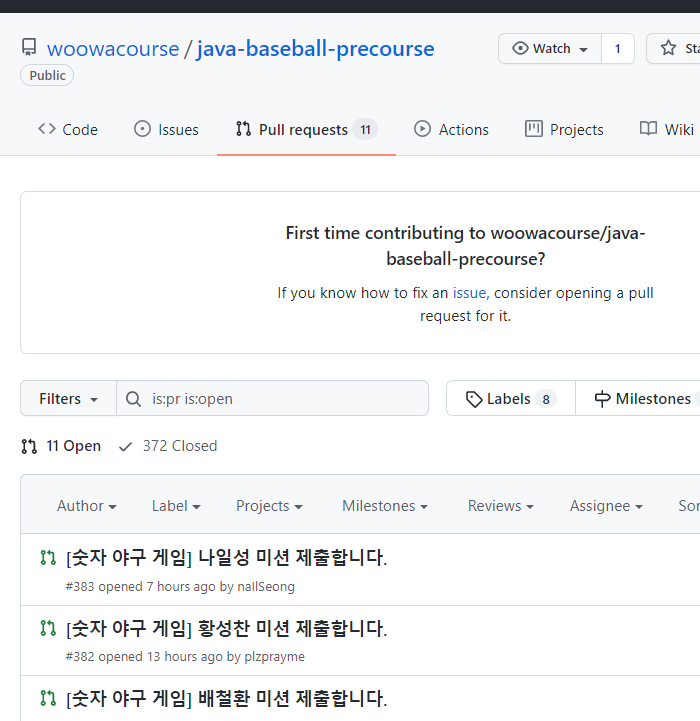 woowacourse / java-baseball-precourse
Watch 1
Public
Code Issues Pull requests 11 Actions Projects Wiki
First time contributing to woowacourse/java-
baseball-precourse?
If you know how to fix an issue, consider opening a pull
request for it.
Filters is:pr is:open Labels 8 Milestones
11 Open 372 Closed
Author Label Projects Milestones Reviews Assignee
[숫자 야구 게임] 나일성 미션 제출합니다.
#383 opened 7 hours ago by naIlSeong
[숫자 야구 게임] 황성찬 미션 제출합니다.
#382 opened 13 hours ago by plzprayme
[숫자 야구 게임] 배철환 미션 제출합니다.